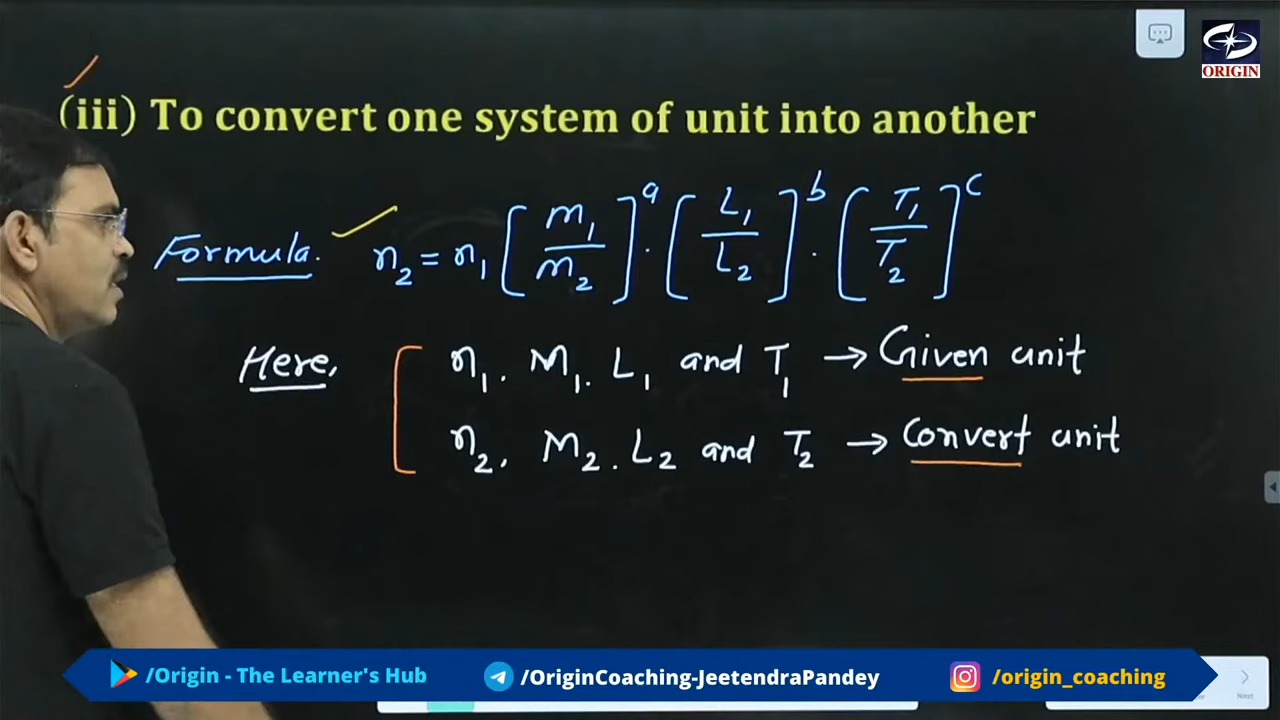 ORIGIN
(iii) To convert one system of unit into another
Formula. n₂ = n₁ [m₁/m₂]ᵃ · [L₁/L₂]ᵇ · [T₁/T₂]ᶜ
Here, n₁. M₁. L₁ and T₁ → Given unit
n₂, M₂. L₂ and T₂ → Convert unit
/Origin - The Learner's Hub /OriginCoaching-JeetendraPandey /origin_coaching
Next